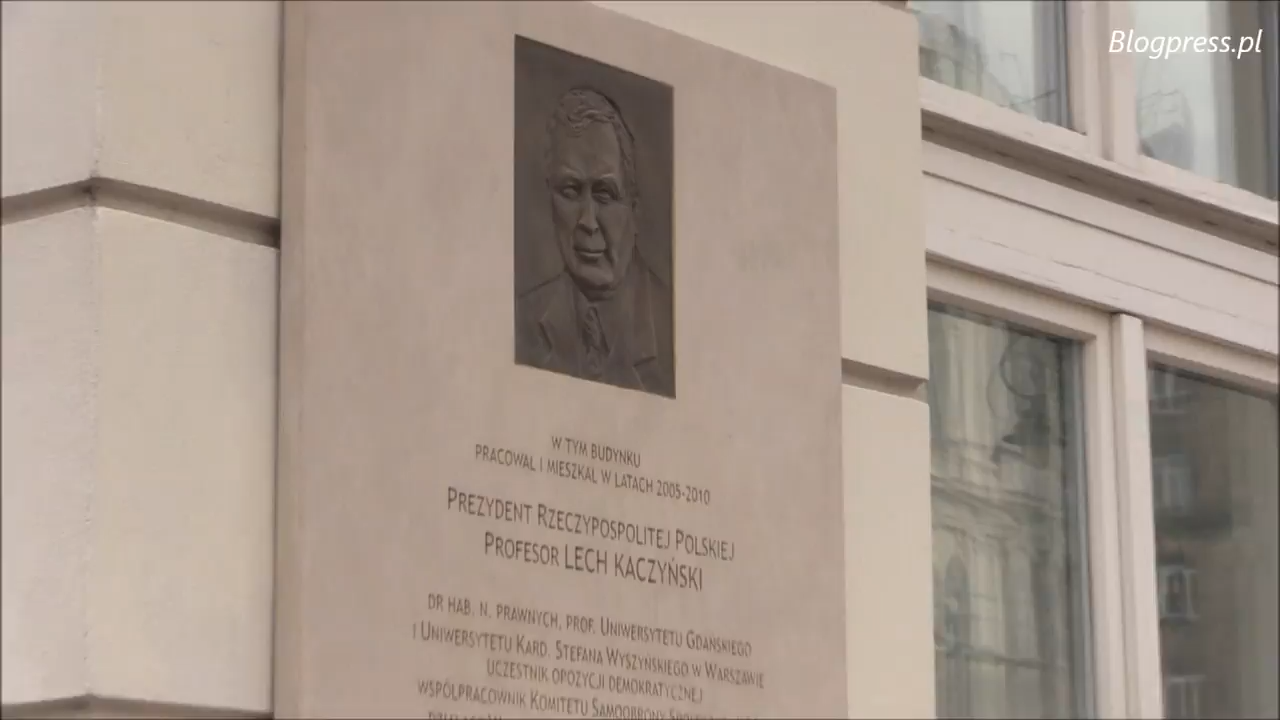 Blogpress.pl
W TYM BUDYNKU
PRACOWAŁ I MIESZKAŁ W LATACH 2005-2010
PREZYDENT RZECZYPOSPOLITEJ POLSKIEJ
PROFESOR LECH KACZYŃSKI
DR HAB. N. PRAWNYCH, PROF. UNIWERSYTETU GDAŃSKIEGO
I UNIWERSYTETU KARD. STEFANA WYSZYŃSKIEGO W WARSZAWIE
UCZESTNIK OPOZYCJI DEMOKRATYCZNEJ
WSPÓŁPRACOWNIK KOMITETU SAMOOBRONY